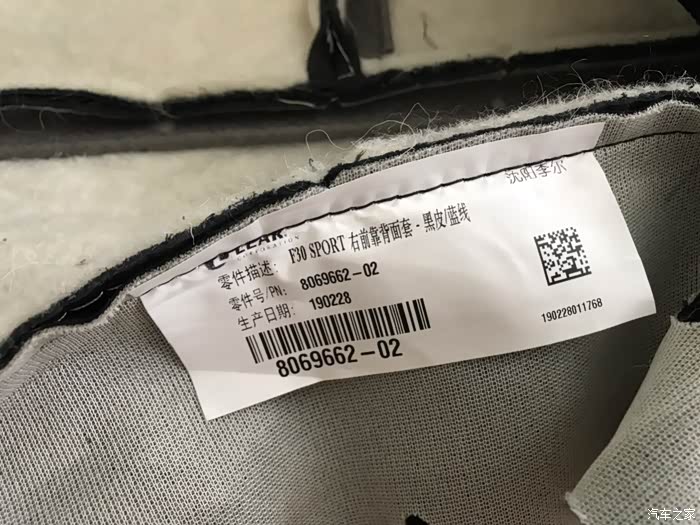 LEAR
CORPORATION
沈阳李尔
零件描述: F30 SPORT 右前靠背面套 - 黑皮/蓝线
零件号/PN: 8069662-02
生产日期: 190228
8069662-02
190228011768
汽车之家